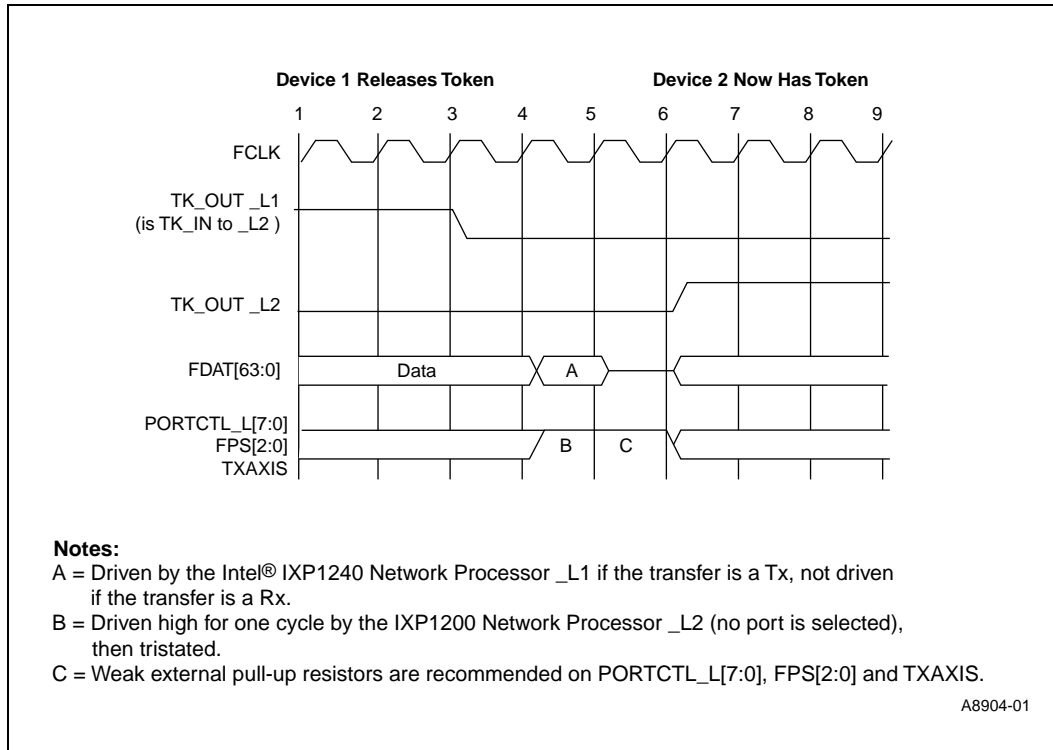 Device 1 Releases Token Device 2 Now Has Token
1 2 3 4 5 6 7 8 9
FCLK
TK_OUT _L1
(is TK_IN to _L2 )
TK_OUT _L2
FDAT[63:0] Data A
PORTCTL_L[7:0]
FPS[2:0] B C
TXAXIS
Notes:
A = Driven by the Intel® IXP1240 Network Processor _L1 if the transfer is a Tx, not driven
if the transfer is a Rx.
B = Driven high for one cycle by the IXP1200 Network Processor _L2 (no port is selected),
then tristated.
C = Weak external pull-up resistors are recommended on PORTCTL_L[7:0], FPS[2:0] and TXAXIS.
A8904-01